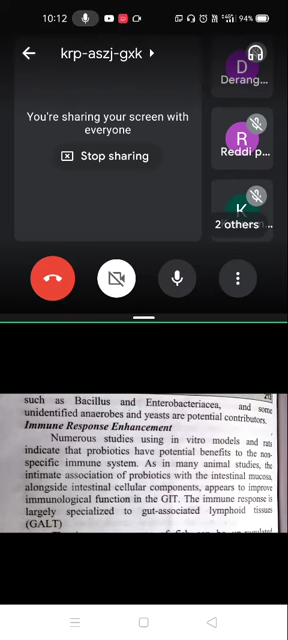 10:12
94%
krp-aszj-gxk
You're sharing your screen with
everyone
Stop sharing
D
Derang...
R
Reddi p...
K
2 others
such as Bacillus and Enterobacteriacea, and some
unidentified anaerobes and yeasts are potential contributors.
Immune Response Enhancement
Numerous studies using in vitro models and rats
indicate that probiotics have potential benefits to the non-
specific immune system. As in many animal studies, the
intimate association of probiotics with the intestinal mucosa,
alongside intestinal cellular components, appears to improve
immunological function in the GIT. The immune response is
largely specialized to gut-associated lymphoid tissues
(GALT)